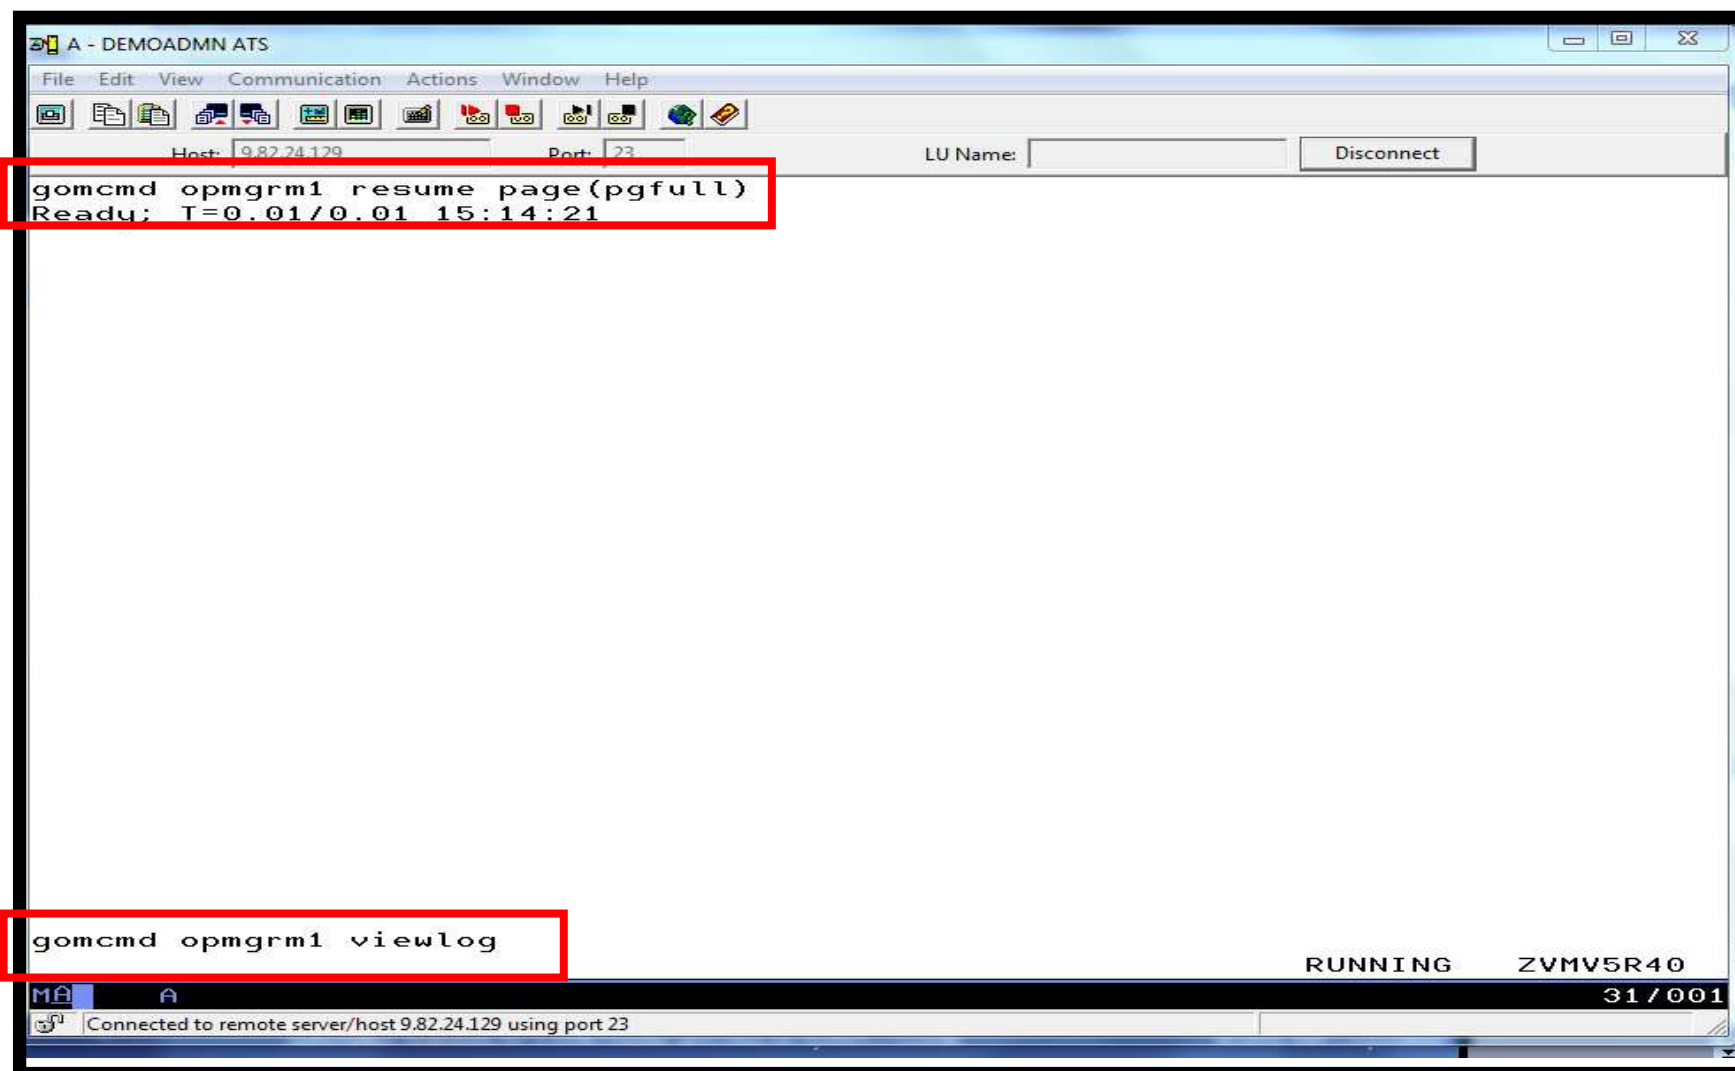 A - DEMOADMN ATS
File Edit View Communication Actions Window Help
Host: 9.82.24.129 Port: 23 LU Name: Disconnect
gomcmd opmgrm1 resume page(pgfull)
Ready; T=0.01/0.01 15:14:21
gomcmd opmgrm1 viewlog
RUNNING ZVMV5R40
MA A 31/001
Connected to remote server/host 9.82.24.129 using port 23